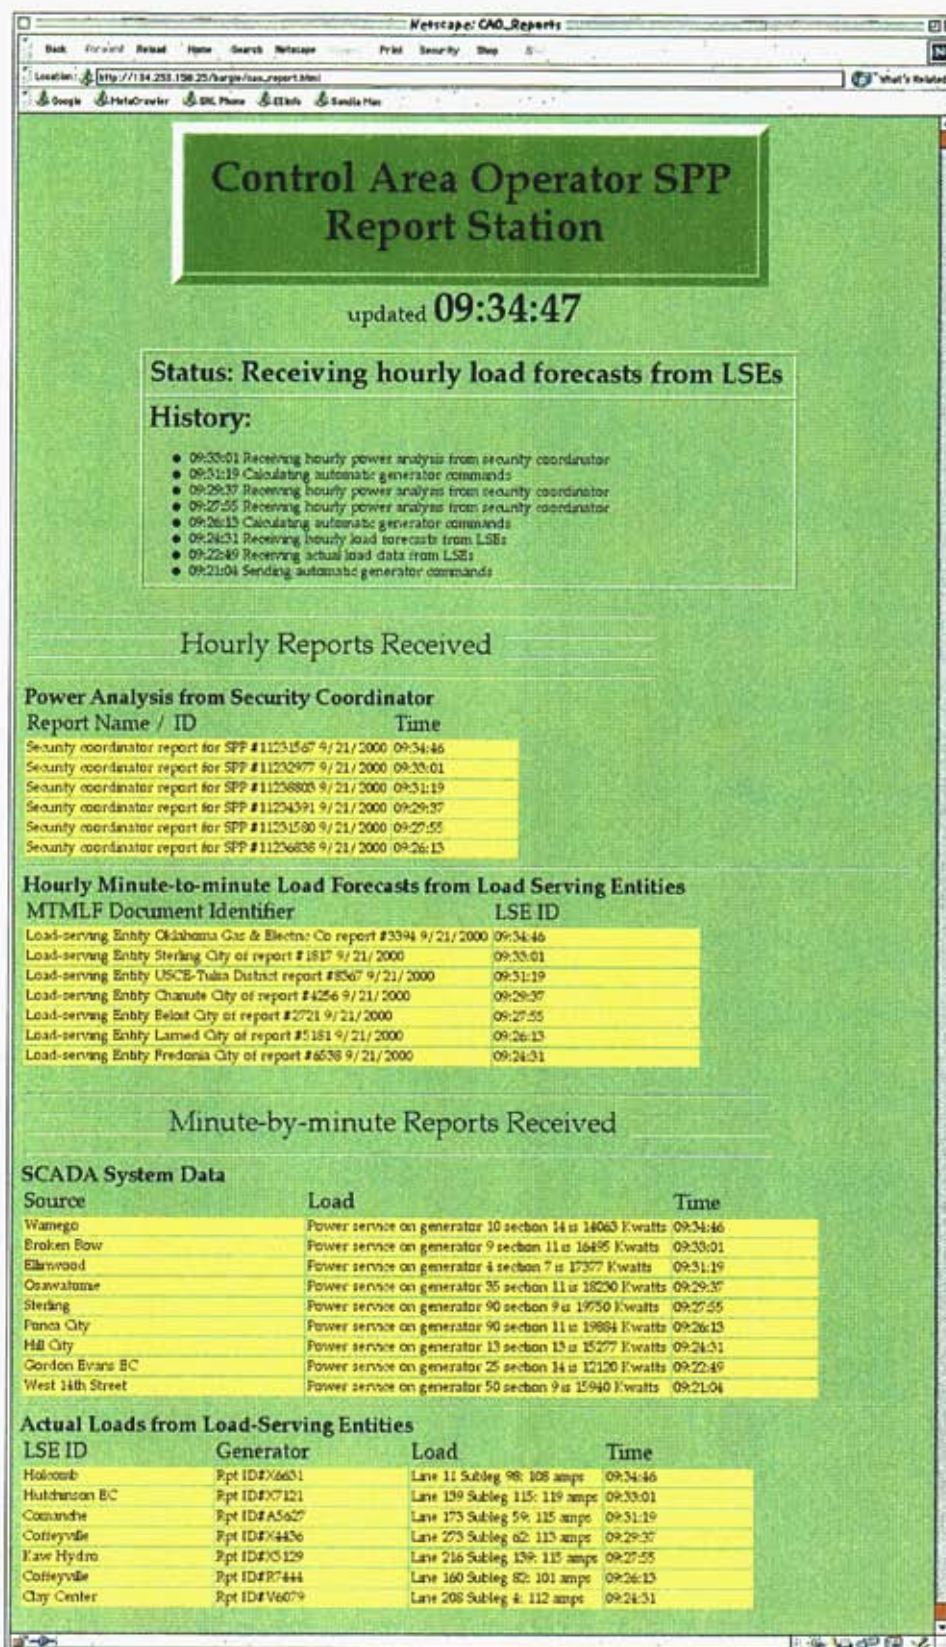 Netscape: CAO_Reports
Back Forward Reload Home Search Netscape Print Security Shop
Location: http://134.253.158.25/bargle/cao_report.html What's Related
Google MetaCrawler SNL Phone EI Info Sandia Mac
Control Area Operator SPP
Report Station
updated 09:34:47
Status: Receiving hourly load forecasts from LSEs
History:
● 09:33:01 Receiving hourly power analysis from security coordinator
● 09:31:19 Calculating automatic generator commands
● 09:29:37 Receiving hourly power analysis from security coordinator
● 09:27:55 Receiving hourly power analysis from security coordinator
● 09:26:13 Calculating automatic generator commands
● 09:24:31 Receiving hourly load forecasts from LSEs
● 09:22:49 Receiving actual load data from LSEs
● 09:21:04 Sending automatic generator commands
Hourly Reports Received
Power Analysis from Security Coordinator
Report Name / ID Time
Security coordinator report for SPP #11231567 9/21/2000 09:34:46
Security coordinator report for SPP #11232977 9/21/2000 09:33:01
Security coordinator report for SPP #11238803 9/21/2000 09:31:19
Security coordinator report for SPP #11234391 9/21/2000 09:29:37
Security coordinator report for SPP #11231580 9/21/2000 09:27:55
Security coordinator report for SPP #11236838 9/21/2000 09:26:13
Hourly Minute-to-minute Load Forecasts from Load Serving Entities
MTMLF Document Identifier LSE ID
Load-serving Entity Oklahoma Gas & Electric Co report #3394 9/21/2000 09:34:46
Load-serving Entity Sterling City of report #1817 9/21/2000 09:33:01
Load-serving Entity USCE-Tulsa District report #8367 9/21/2000 09:31:19
Load-serving Entity Chanute City of report #4256 9/21/2000 09:29:37
Load-serving Entity Beloit City of report #2721 9/21/2000 09:27:55
Load-serving Entity Larned City of report #5181 9/21/2000 09:26:13
Load-serving Entity Fredonia City of report #6538 9/21/2000 09:24:31
Minute-by-minute Reports Received
SCADA System Data
Source Load Time
Wamego Power service on generator 10 section 14 is 14063 Kwatts 09:34:46
Broken Bow Power service on generator 9 section 11 is 16495 Kwatts 09:33:01
Ellinwood Power service on generator 4 section 7 is 17377 Kwatts 09:31:19
Osawatomie Power service on generator 35 section 11 is 18230 Kwatts 09:29:37
Sterling Power service on generator 90 section 9 is 19750 Kwatts 09:27:55
Ponca City Power service on generator 90 section 11 is 19884 Kwatts 09:26:13
Hill City Power service on generator 13 section 13 is 15277 Kwatts 09:24:31
Gordon Evans EC Power service on generator 25 section 14 is 12120 Kwatts 09:22:49
West 14th Street Power service on generator 50 section 9 is 15940 Kwatts 09:21:04
Actual Loads from Load-Serving Entities
LSE ID Generator Load Time
Holcomb Rpt ID#X6631 Line 11 Subleg 98: 108 amps 09:34:46
Hutchinson EC Rpt ID#X7121 Line 139 Subleg 115: 119 amps 09:33:01
Comanche Rpt ID#A5627 Line 173 Subleg 59: 115 amps 09:31:19
Coffeyville Rpt ID#X4436 Line 273 Subleg 62: 113 amps 09:29:37
Kaw Hydro Rpt ID#X5129 Line 216 Subleg 139: 115 amps 09:27:55
Coffeyville Rpt ID#R7444 Line 160 Subleg 82: 101 amps 09:26:13
Clay Center Rpt ID#V6079 Line 208 Subleg 4: 112 amps 09:24:31